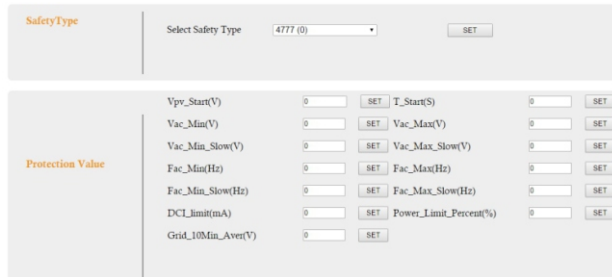 SafetyType
Select Safety Type 4777 (0) SET
Vpv_Start(V) 0 SET T_Start(S) 0 SET
Vac_Min(V) 0 SET Vac_Max(V) 0 SET
Vac_Min_Slow(V) 0 SET Vac_Max_Slow(V) 0 SET
Protection Value
Fac_Min(Hz) 0 SET Fac_Max(Hz) 0 SET
Fac_Min_Slow(Hz) 0 SET Fac_Max_Slow(Hz) 0 SET
DCI_limit(mA) 0 SET Power_Limit_Percent(%) 0 SET
Grid_10Min_Aver(V) 0 SET